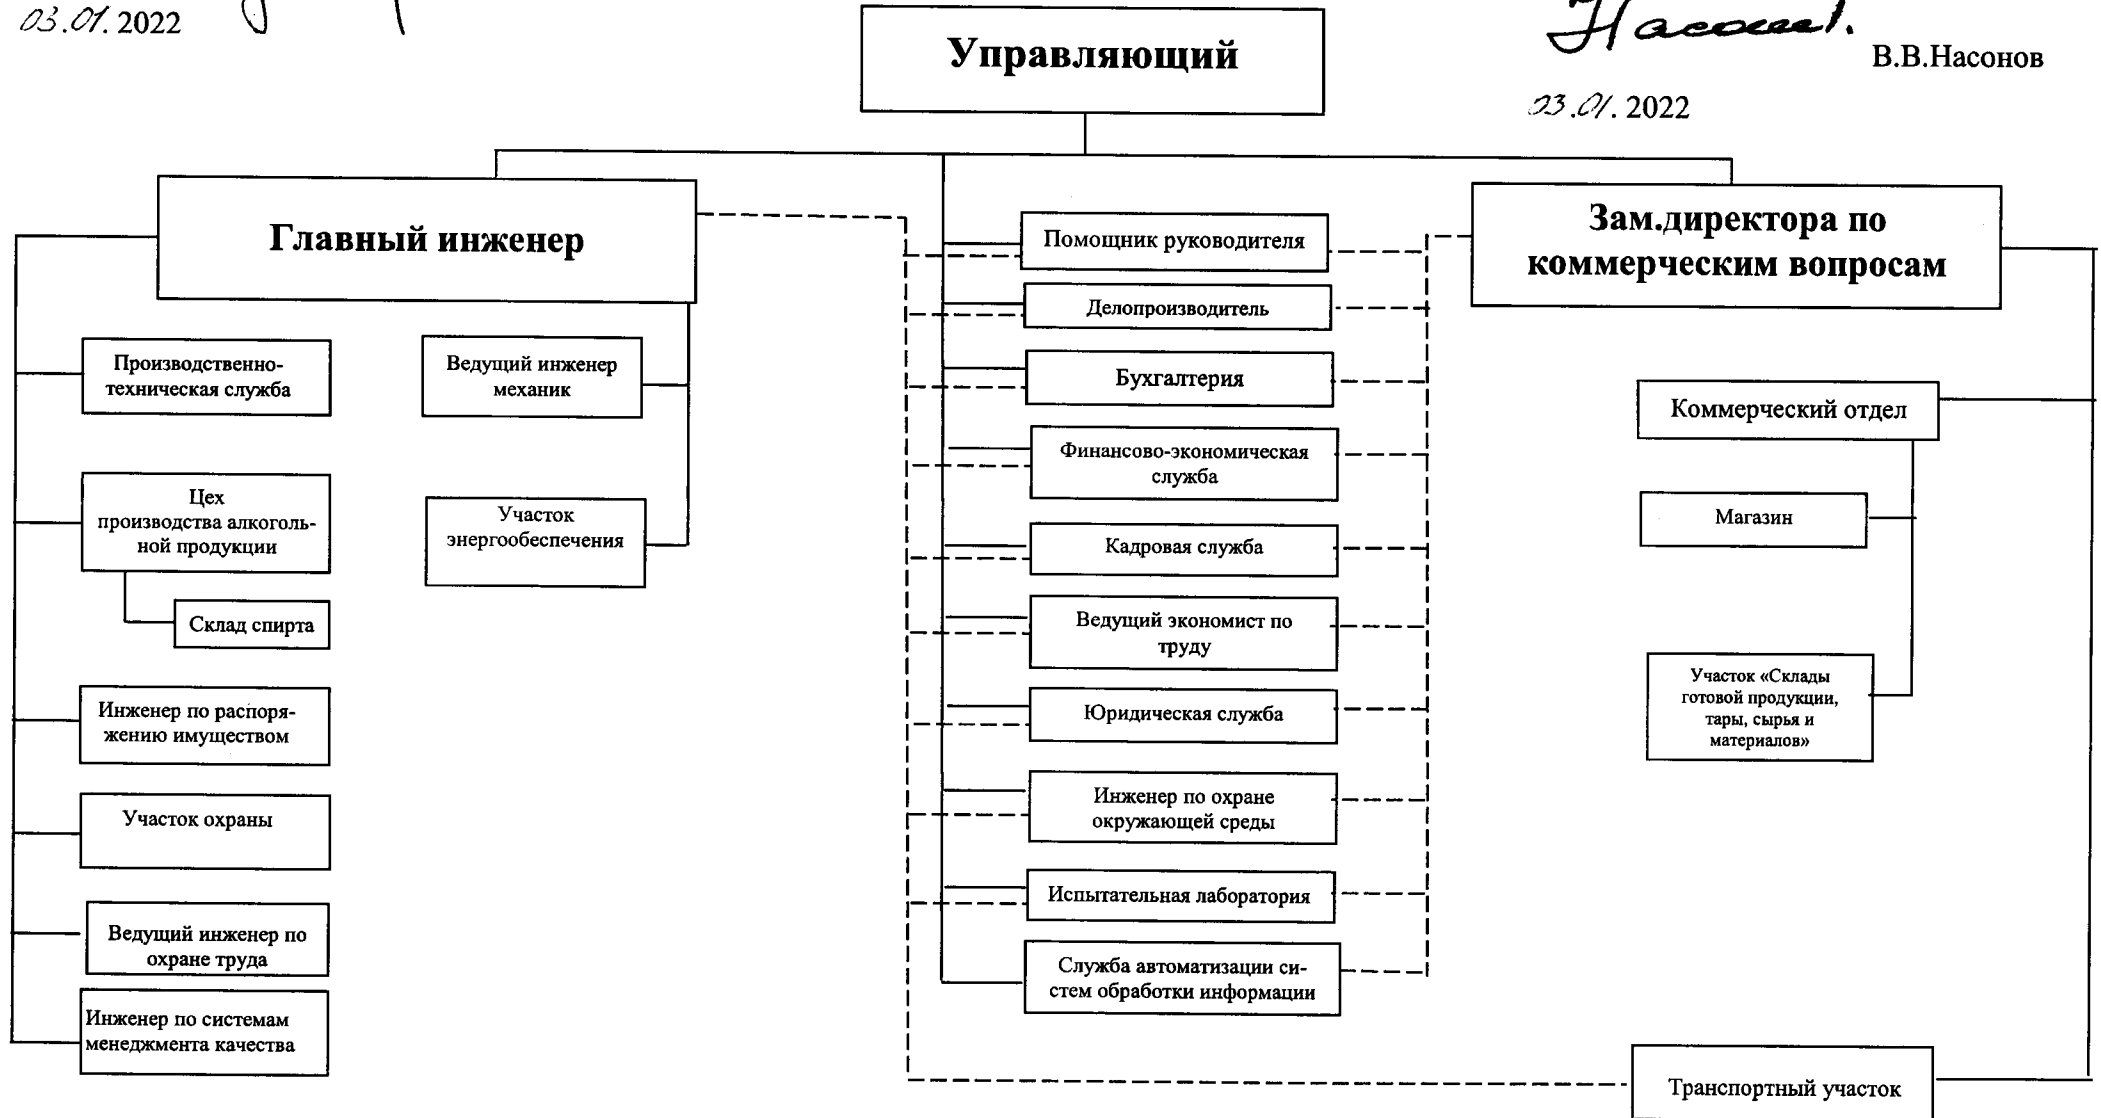 03.01.2022
Насонов.
В.В.Насонов
03.01.2022
Управляющий
Главный инженер
Зам.директора по
коммерческим вопросам
Производственно-
техническая служба
Цех
производства алкоголь-
ной продукции
Склад спирта
Инженер по распоря-
жению имуществом
Участок охраны
Ведущий инженер по
охране труда
Инженер по системам
менеджмента качества
Ведущий инженер
механик
Участок
энергообеспечения
Помощник руководителя
Делопроизводитель
Бухгалтерия
Финансово-экономическая
служба
Кадровая служба
Ведущий экономист по
труду
Юридическая служба
Инженер по охране
окружающей среды
Испытательная лаборатория
Служба автоматизации си-
стем обработки информации
Коммерческий отдел
Магазин
Участок «Склады
готовой продукции,
тары, сырья и
материалов»
Транспортный участок